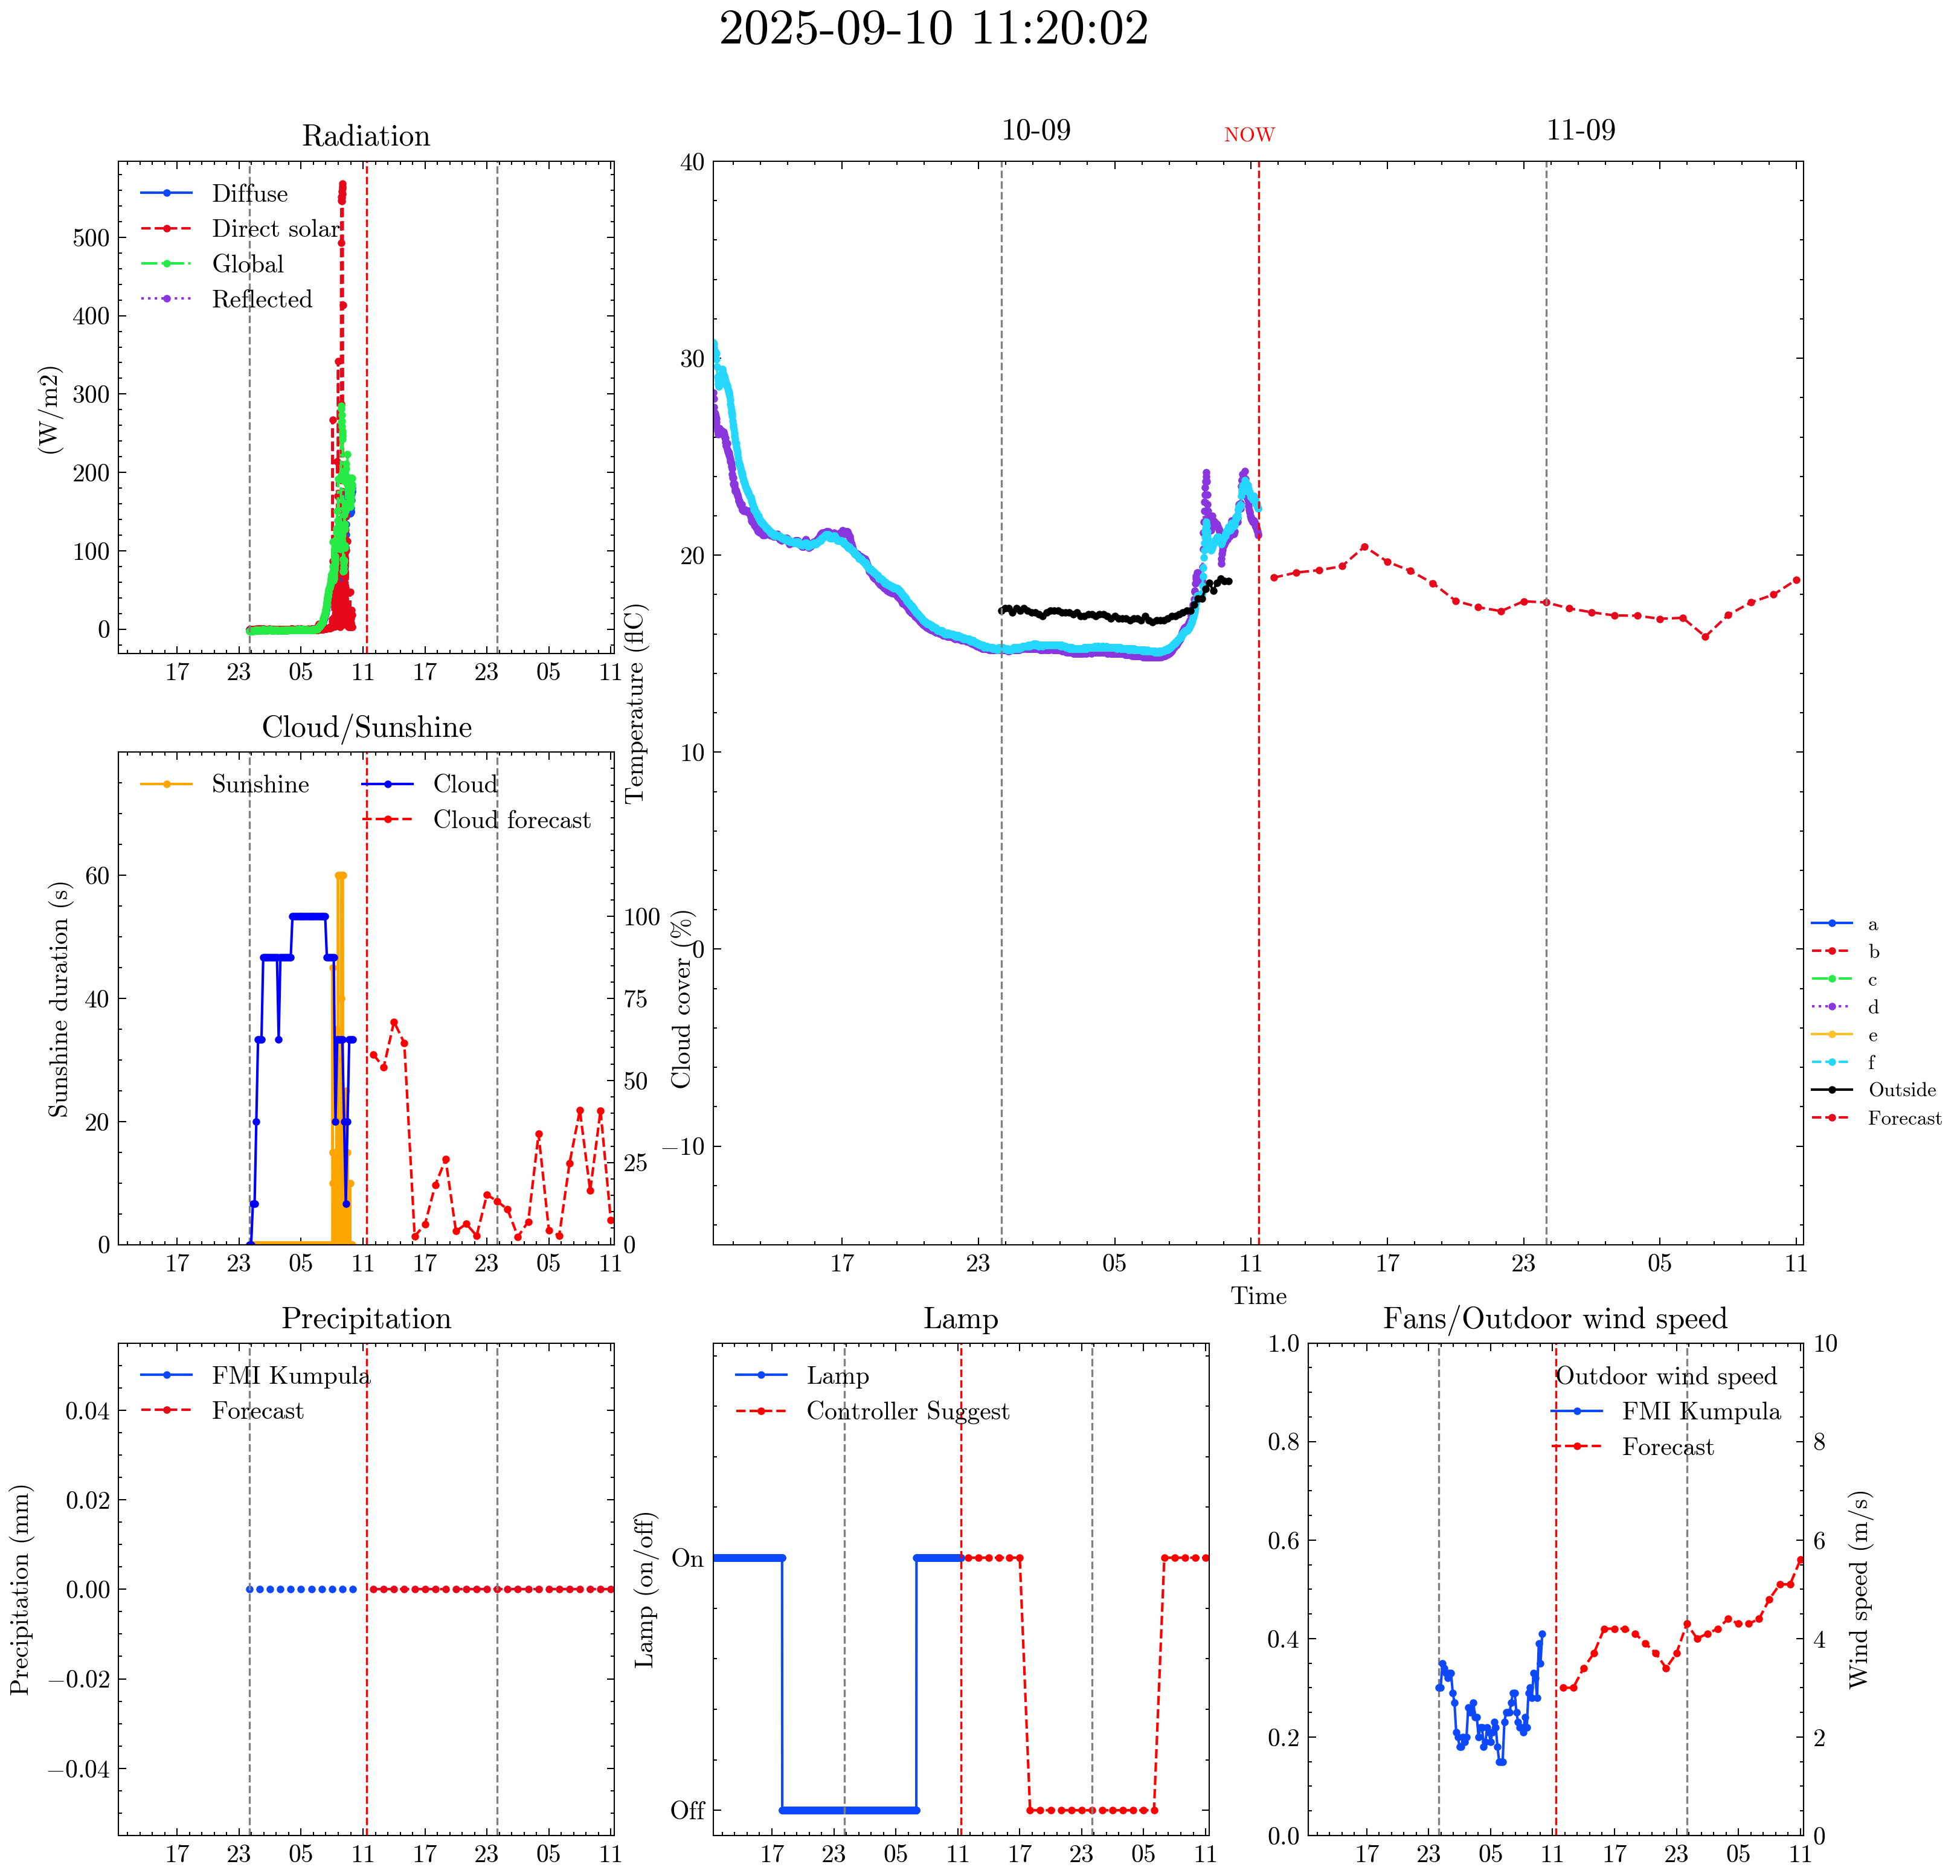 2025-09-10 11:20:02
Radiation
Diffuse
Direct solar
Global
Reflected
(W/m2)
500
400
300
200
100
0
17 23 05 11 17 23 05 11
10-09 NOW 11-09
40
30
20
10
0
−10
Temperature (flC)
17 23 05 11 17 23 05 11
Time
a
b
c
d
e
f
Outside
Forecast
Cloud/Sunshine
Sunshine
Cloud
Cloud forecast
Sunshine duration (s)
60
40
20
0
100
75
50
25
0
Cloud cover (%)
17 23 05 11 17 23 05 11
Precipitation
FMI Kumpula
Forecast
Precipitation (mm)
0.04
0.02
0.00
−0.02
−0.04
17 23 05 11 17 23 05 11
Lamp
Lamp
Controller Suggest
Lamp (on/off)
On
Off
17 23 05 11 17 23 05 11
Fans/Outdoor wind speed
Outdoor wind speed
FMI Kumpula
Forecast
1.0
0.8
0.6
0.4
0.2
0.0
10
8
6
4
2
0
Wind speed (m/s)
17 23 05 11 17 23 05 11